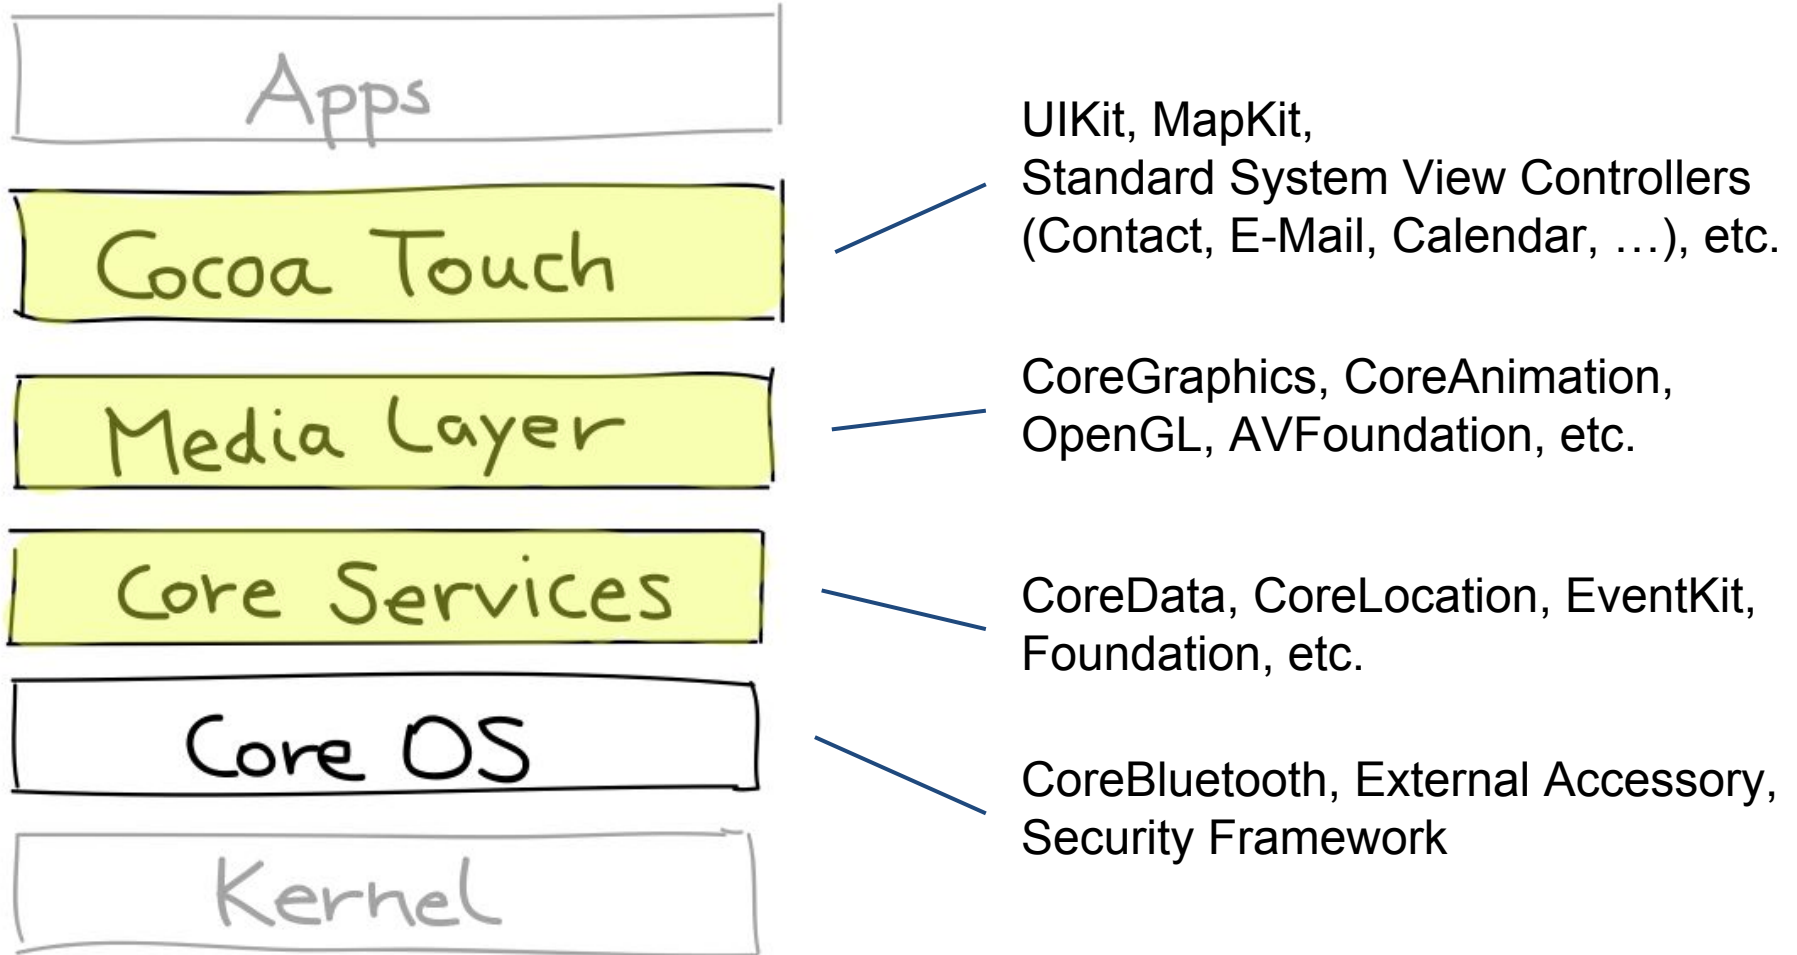 Apps
UIKit, MapKit,
Standard System View Controllers
(Contact, E-Mail, Calendar, …), etc.
Cocoa Touch
CoreGraphics, CoreAnimation,
OpenGL, AVFoundation, etc.
Media Layer
CoreData, CoreLocation, EventKit,
Foundation, etc.
Core Services
CoreBluetooth, External Accessory,
Security Framework
Core OS
Kernel